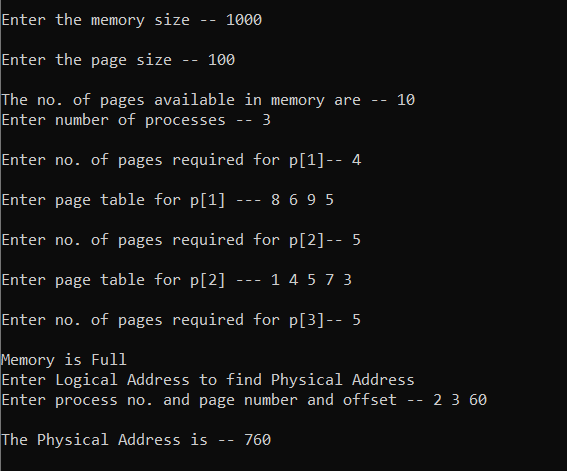 Enter the memory size -- 1000
Enter the page size -- 100
The no. of pages available in memory are -- 10
Enter number of processes -- 3
Enter no. of pages required for p[1]-- 4
Enter page table for p[1] --- 8 6 9 5
Enter no. of pages required for p[2]-- 5
Enter page table for p[2] --- 1 4 5 7 3
Enter no. of pages required for p[3]-- 5
Memory is Full
Enter Logical Address to find Physical Address
Enter process no. and page number and offset -- 2 3 60
The Physical Address is -- 760